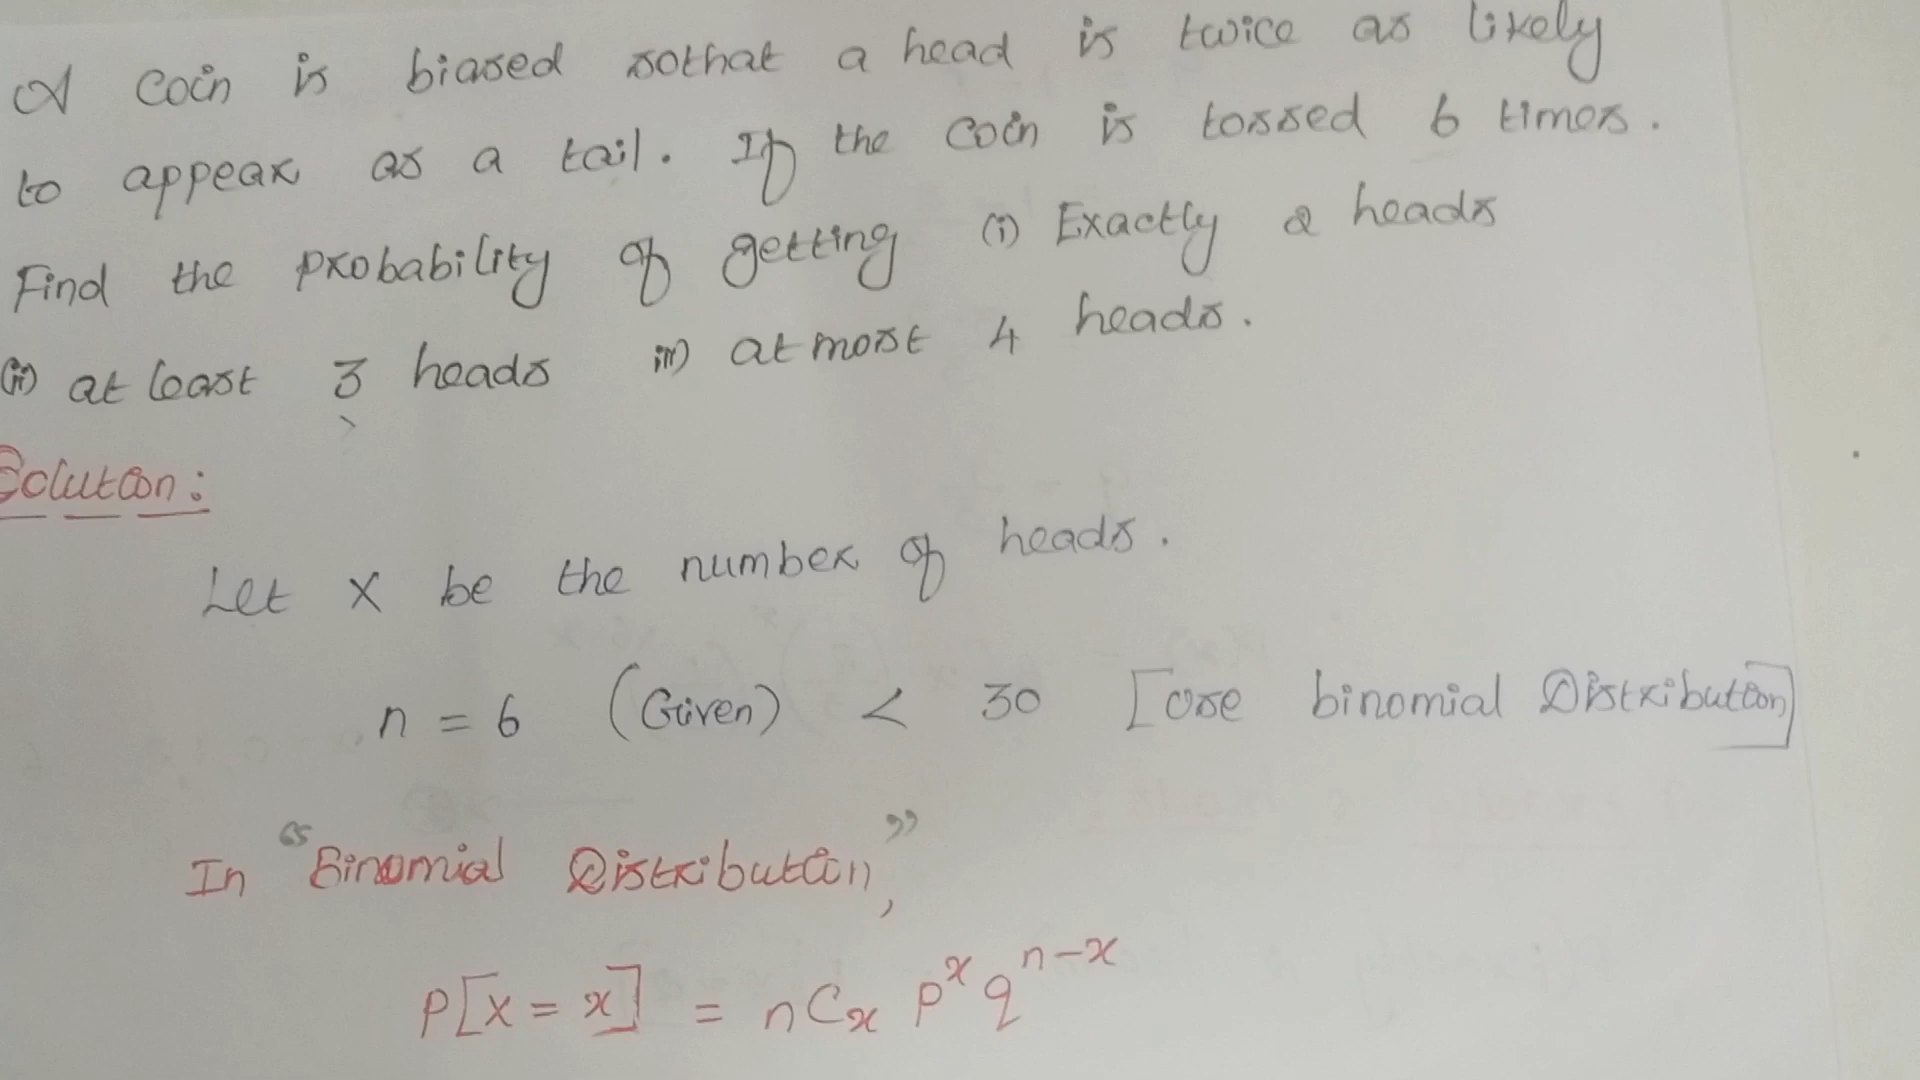 A coin is biased so that a head is twice as likely
to appear as a tail. If the coin is tossed 6 times.
Find the probability of getting (i) Exactly 2 heads
(ii) at least 3 heads iii) at most 4 heads.
Solution:
Let X be the number of heads.
n = 6 (Given) < 30 [use binomial Distribution]
In "Binomial Distribution,"
P[X = x] = nCx p^x q^n-x